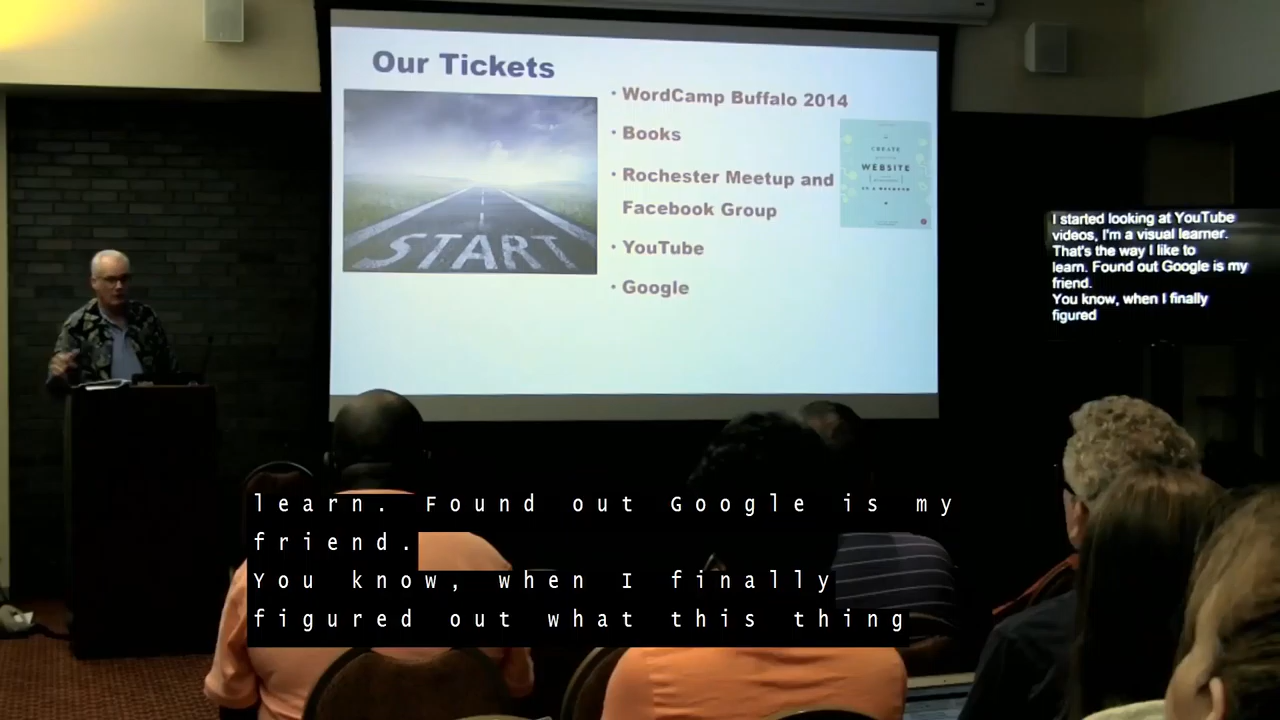 Our Tickets
START
• WordCamp Buffalo 2014
• Books
• Rochester Meetup and
Facebook Group
• YouTube
• Google
CREATE
WEBSITE
I started looking at YouTube
videos, I'm a visual learner.
That's the way I like to
learn. Found out Google is my
friend.
You know, when I finally
figured
learn. Found out Google is my
friend.
You know, when I finally
figured out what this thing